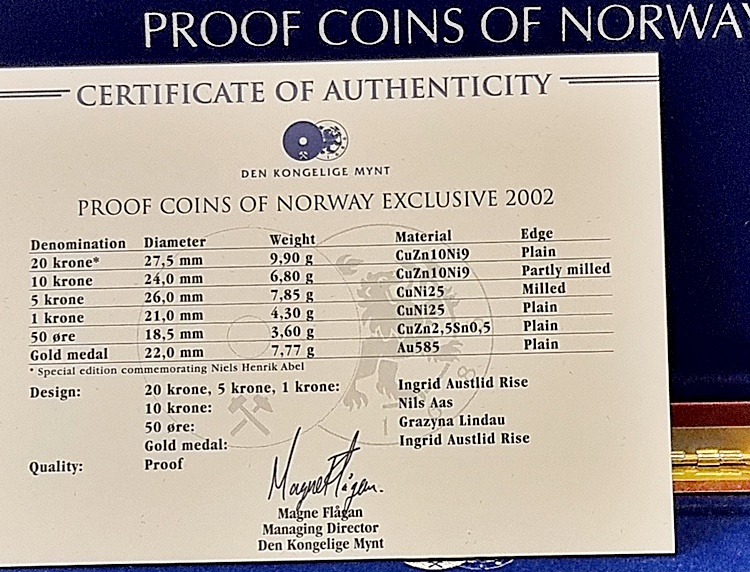 PROOF COINS OF NORWAY
CERTIFICATE OF AUTHENTICITY
DEN KONGELIGE MYNT
PROOF COINS OF NORWAY EXCLUSIVE 2002
Denomination Diameter Weight Material Edge
20 krone* 27,5 mm 9,90 g CuZn10Ni9 Plain
10 krone 24,0 mm 6,80 g CuZn10Ni9 Partly milled
5 krone 26,0 mm 7,85 g CuNi25 Milled
1 krone 21,0 mm 4,30 g CuNi25 Plain
50 øre 18,5 mm 3,60 g CuZn2,5Sn0,5 Plain
Gold medal 22,0 mm 7,77 g Au585 Plain
* Special edition commemorating Niels Henrik Abel
Design: 20 krone, 5 krone, 1 krone: Ingrid Austlid Rise
10 krone: Nils Aas
50 øre: Grazyna Lindau
Gold medal: Ingrid Austlid Rise
Quality: Proof
Magne Flågan.
Magne Flågan
Managing Director
Den Kongelige Mynt